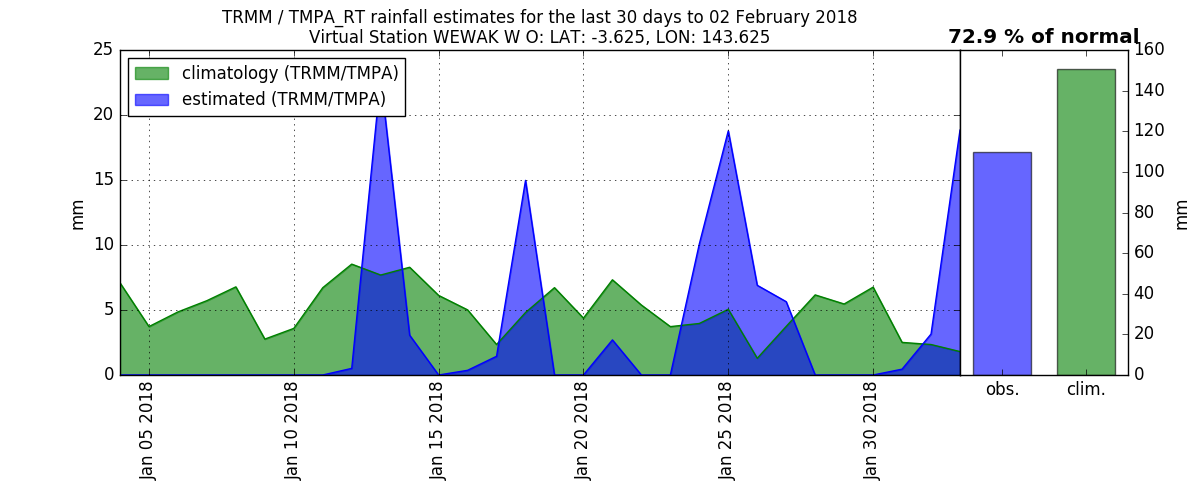 TRMM / TMPA_RT rainfall estimates for the last 30 days to 02 February 2018
Virtual Station WEWAK W O: LAT: -3.625, LON: 143.625
72.9 % of normal
climatology (TRMM/TMPA)
estimated (TRMM/TMPA)
25
20
15
10
5
0
mm
Jan 05 2018
Jan 10 2018
Jan 15 2018
Jan 20 2018
Jan 25 2018
Jan 30 2018
obs.
clim.
160
140
120
100
80
60
40
20
0
mm